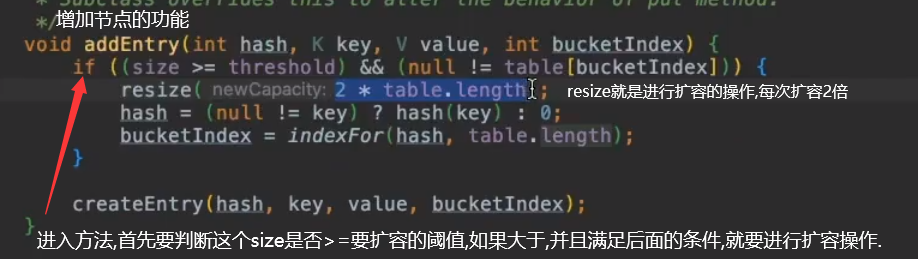 * Subclass overrides this to alter the behavior of put method.
*/增加节点的功能
void addEntry(int hash, K key, V value, int bucketIndex) {
if ((size >= threshold) && (null != table[bucketIndex])) {
resize( newCapacity: 2 * table.length); resize就是进行扩容的操作,每次扩容2倍
hash = (null != key) ? hash(key) : 0;
bucketIndex = indexFor(hash, table.length);
}
createEntry(hash, key, value, bucketIndex);
}
进入方法,首先要判断这个size是否>=要扩容的阈值,如果大于,并且满足后面的条件,就要进行扩容操作.